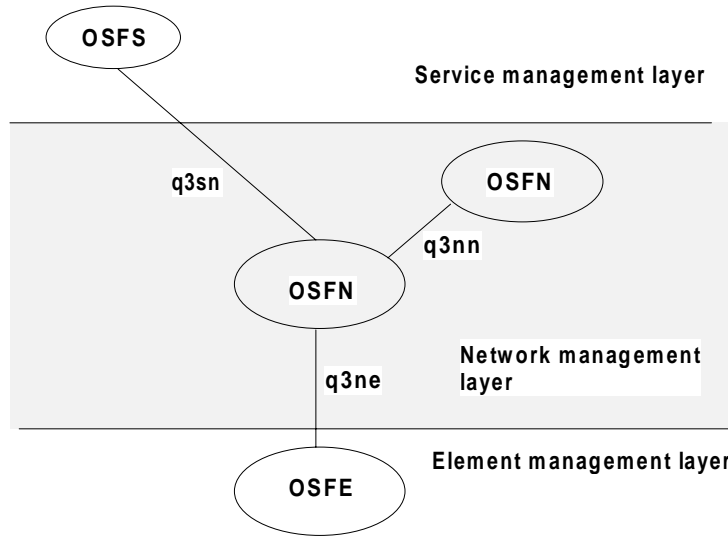 OSFS
Service management layer
q3sn
OSFN
q3nn
OSFN
Network management
layer
q3ne
Element management layer
OSFE